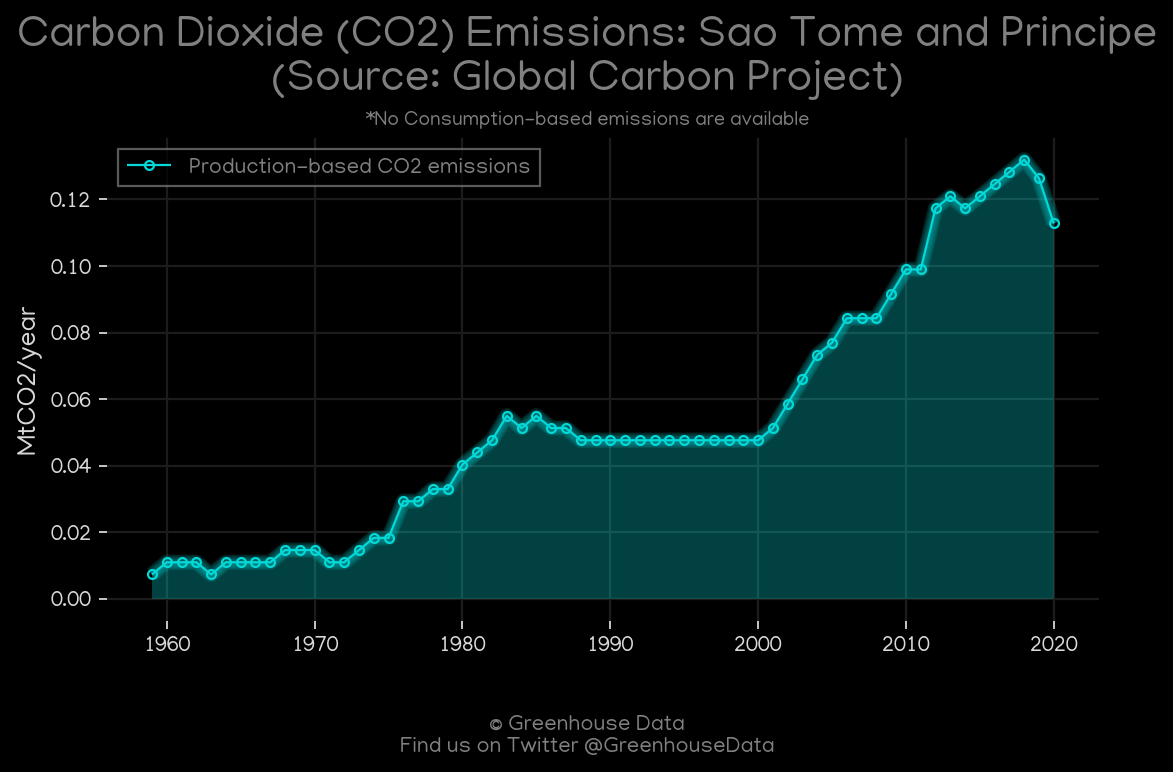 Carbon Dioxide (CO2) Emissions: Sao Tome and Principe
(Source: Global Carbon Project)
*No Consumption-based emissions are available
Production-based CO2 emissions
MtCO2/year
0.12
0.10
0.08
0.06
0.04
0.02
0.00
1960 1970 1980 1990 2000 2010 2020
© Greenhouse Data
Find us on Twitter @GreenhouseData